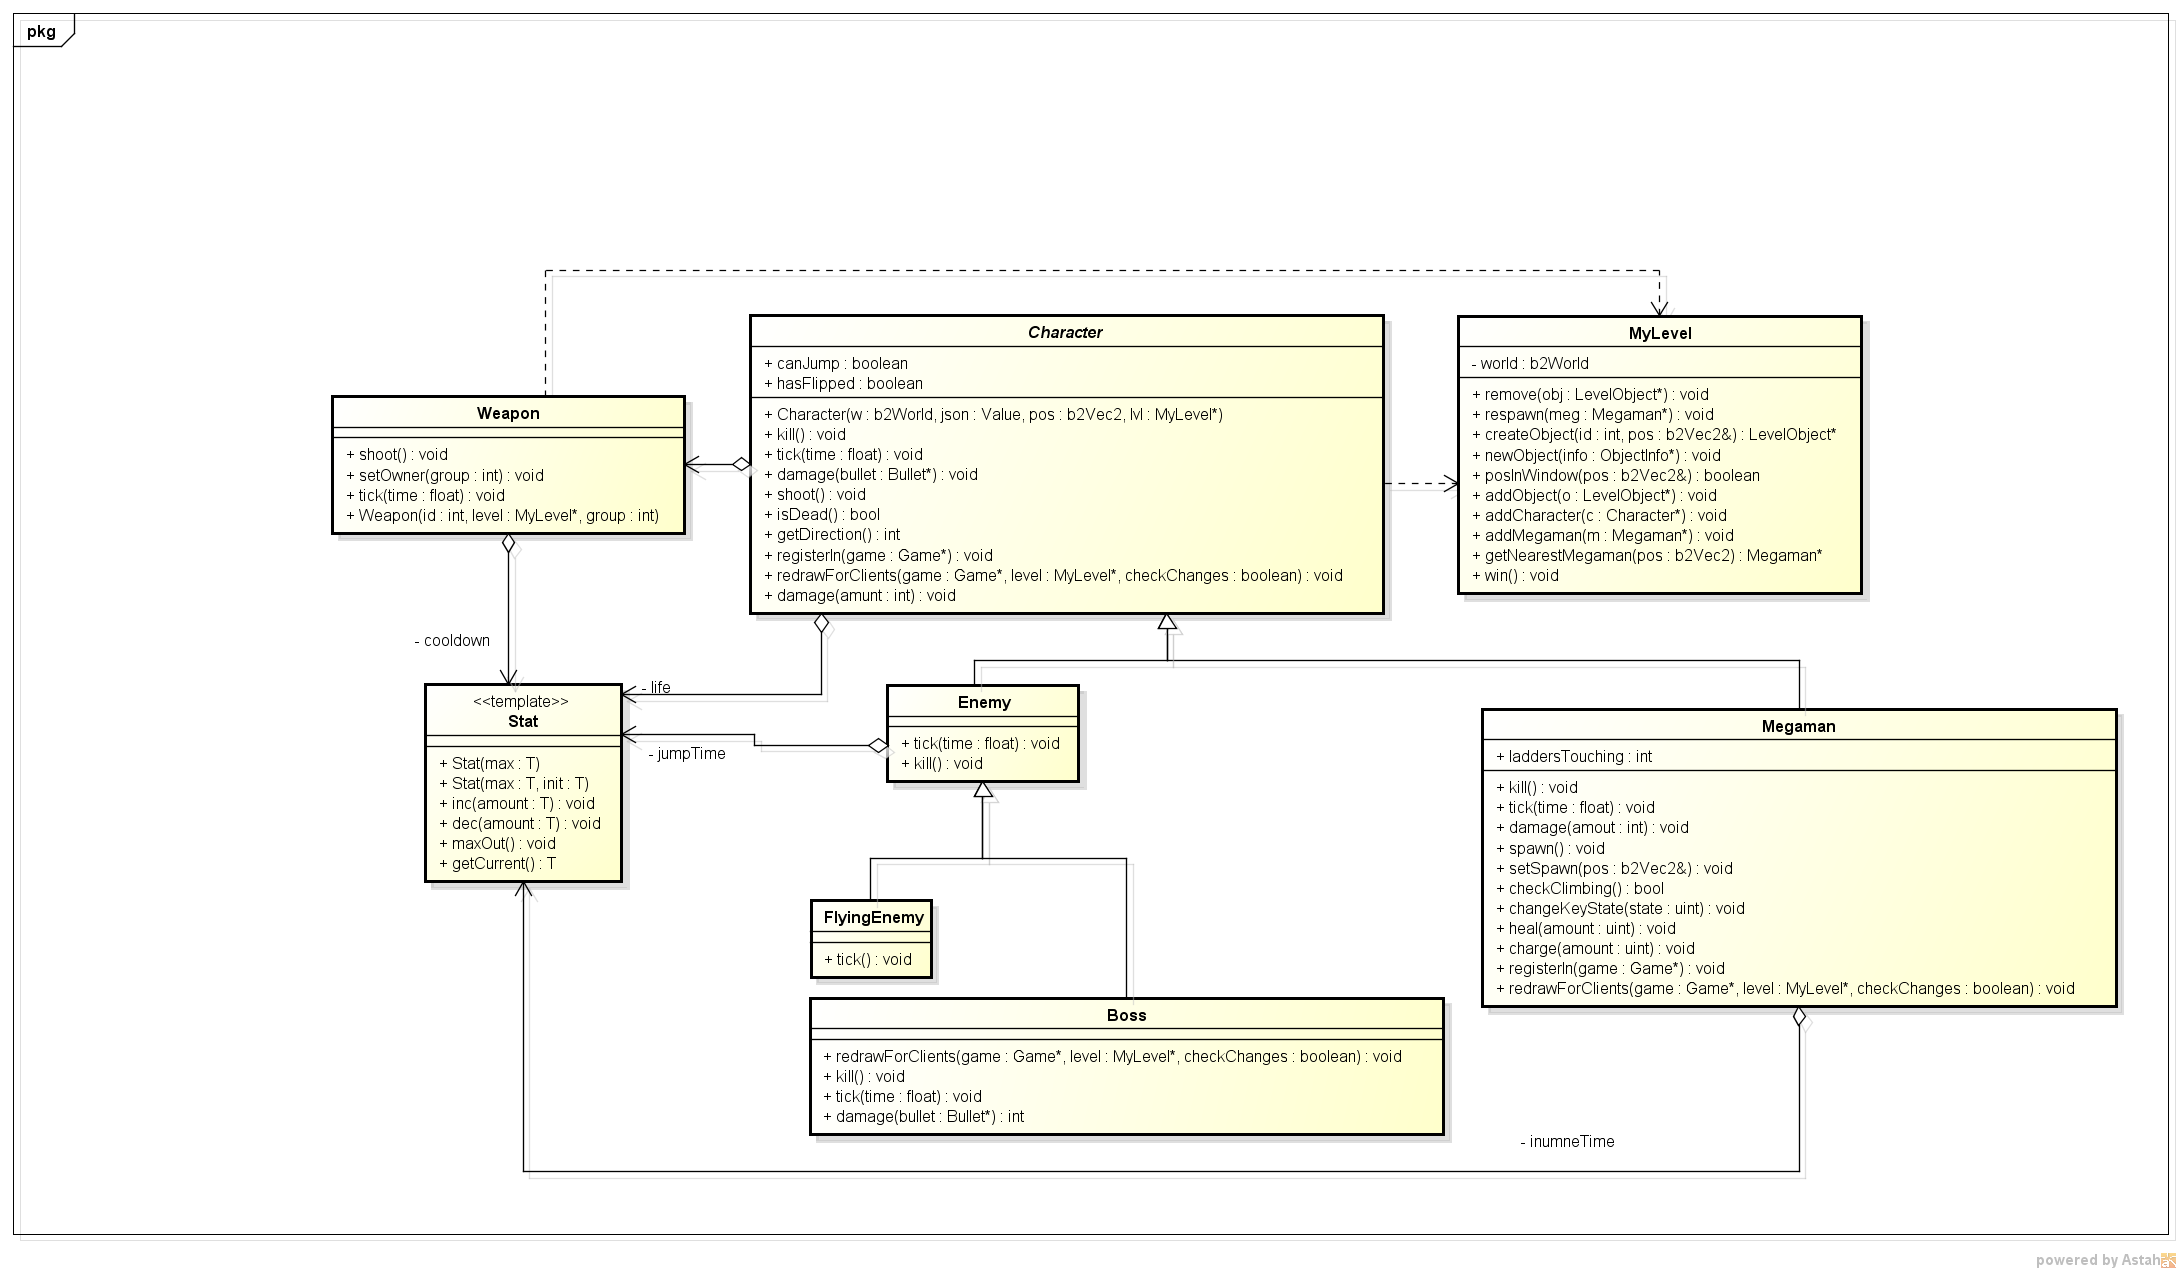 pkg
Character
+ canJump : boolean
+ hasFlipped : boolean
+ Character(w : b2World, json : Value, pos : b2Vec2, lvl : MyLevel*)
+ kill() : void
+ tick(time : float) : void
+ damage(bullet : Bullet*) : void
+ shoot() : void
+ isDead() : bool
+ getDirection() : int
+ registerIn(game : Game*) : void
+ redrawForClients(game : Game*, level : MyLevel*, checkChanges : boolean) : void
+ damage(amunt : int) : void
MyLevel
- world : b2World
+ remove(obj : LevelObject*) : void
+ respawn(meg : Megaman*) : void
+ createObject(id : int, pos : b2Vec2&) : LevelObject*
+ newObject(info : ObjectInfo*) : void
+ posInWindow(pos : b2Vec2&) : boolean
+ addObject(o : LevelObject*) : void
+ addCharacter(c : Character*) : void
+ addMegaman(m : Megaman*) : void
+ getNearestMegaman(pos : b2Vec2) : Megaman*
+ win() : void
Weapon
+ shoot() : void
+ setOwner(group : int) : void
+ tick(time : float) : void
+ Weapon(id : int, level : MyLevel*, group : int)
- cooldown
- life
- jumpTime
<<template>>
Stat
+ Stat(max : T)
+ Stat(max : T, init : T)
+ inc(amount : T) : void
+ dec(amount : T) : void
+ maxOut() : void
+ getCurrent() : T
Enemy
+ tick(time : float) : void
+ kill() : void
Megaman
+ laddersTouching : int
+ kill() : void
+ tick(time : float) : void
+ damage(amout : int) : void
+ spawn() : void
+ setSpawn(pos : b2Vec2&) : void
+ checkClimbing() : bool
+ changeKeyState(state : uint) : void
+ heal(amount : uint) : void
+ charge(amount : uint) : void
+ registerIn(game : Game*) : void
+ redrawForClients(game : Game*, level : MyLevel*, checkChanges : boolean) : void
FlyingEnemy
+ tick() : void
Boss
+ redrawForClients(game : Game*, level : MyLevel*, checkChanges : boolean) : void
+ kill() : void
+ tick(time : float) : void
+ damage(bullet : Bullet*) : int
- inumneTime
powered by Astah